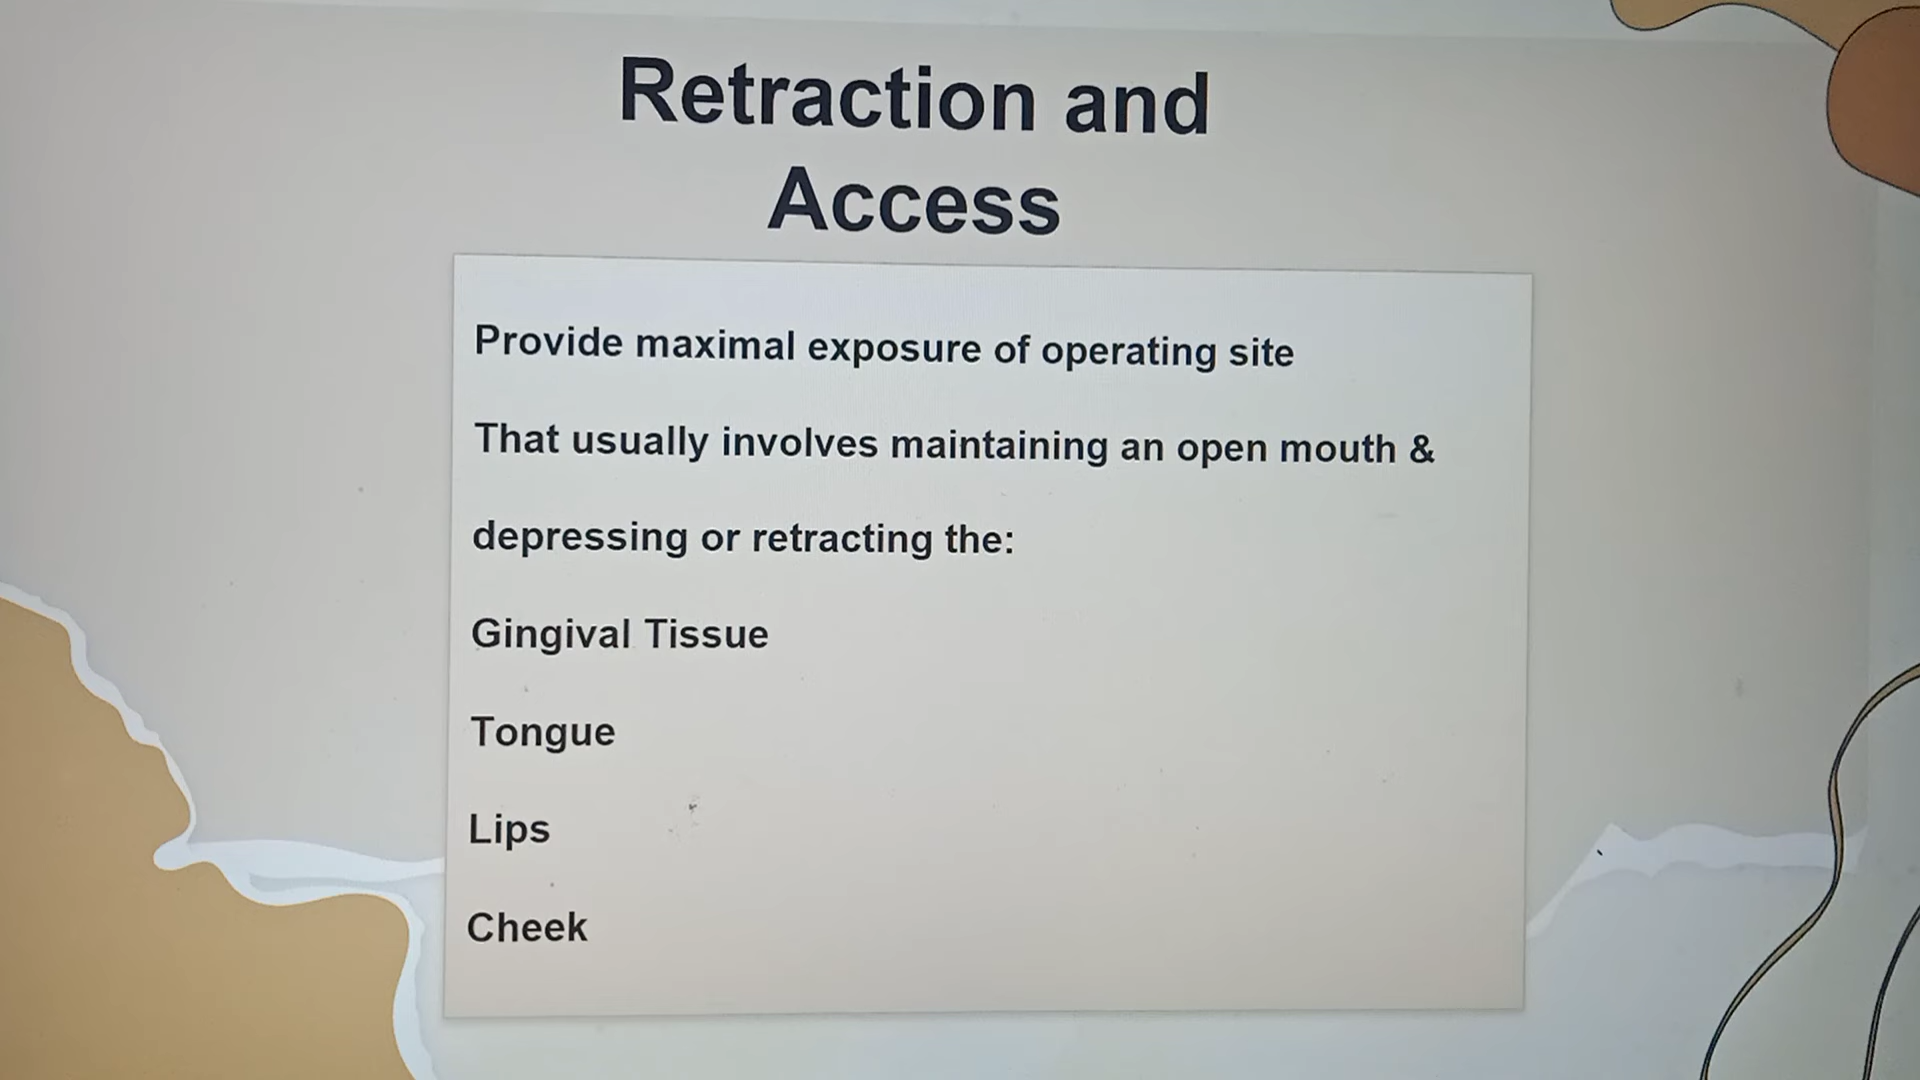 Retraction and
Access
Provide maximal exposure of operating site
That usually involves maintaining an open mouth &
depressing or retracting the:
Gingival Tissue
Tongue
Lips
Cheek